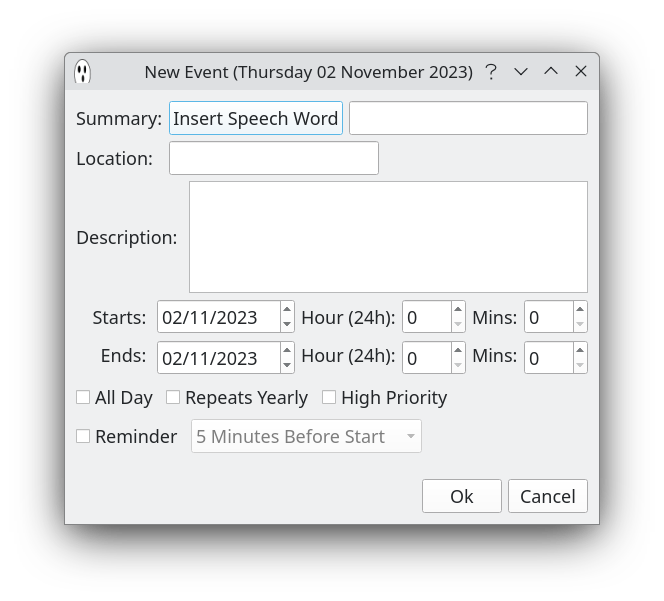 New Event (Thursday 02 November 2023) ?
Summary: Insert Speech Word
Location:
Description:
Starts: 02/11/2023 Hour (24h): 0 Mins: 0
Ends: 02/11/2023 Hour (24h): 0 Mins: 0
All Day Repeats Yearly High Priority
Reminder 5 Minutes Before Start
Ok Cancel